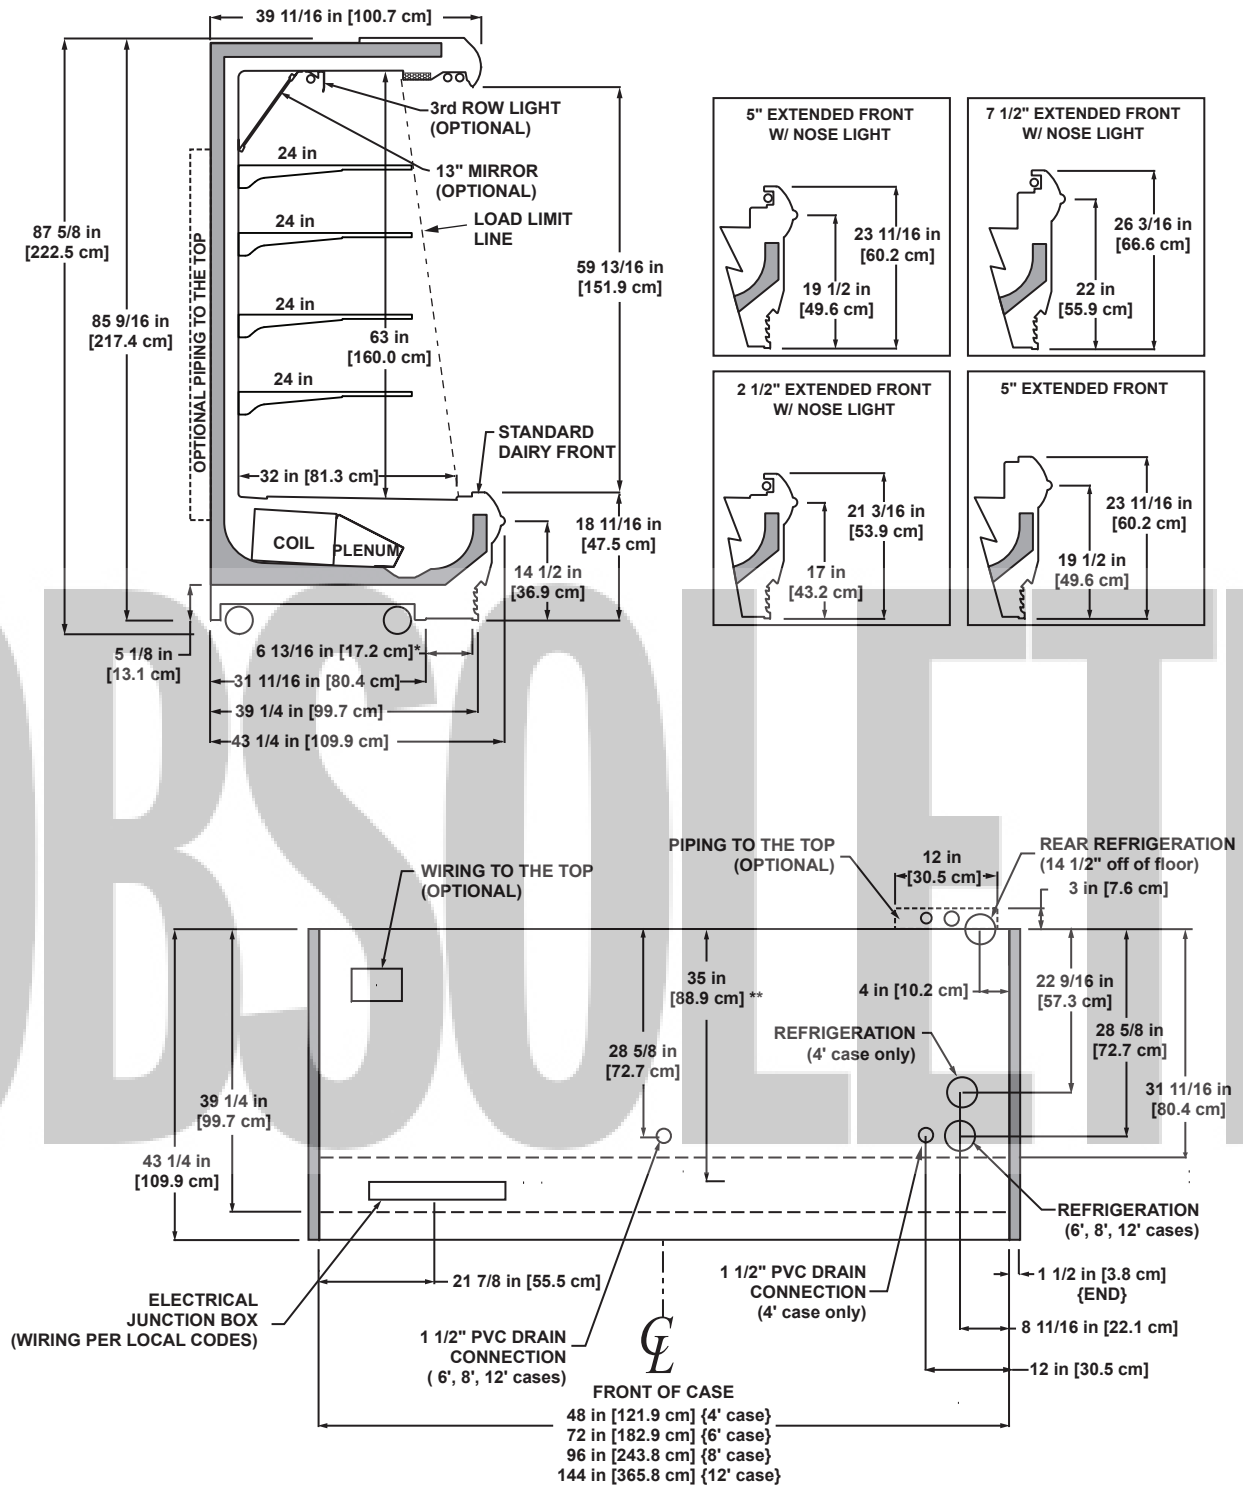 39 11/16 in [100.7 cm]
3rd ROW LIGHT
(OPTIONAL)
24 in
13" MIRROR
(OPTIONAL)
24 in
LOAD LIMIT
LINE
87 5/8 in
[222.5 cm]
OPTIONAL PIPING TO THE TOP
59 13/16 in
[151.9 cm]
85 9/16 in
[217.4 cm]
24 in
63 in
[160.0 cm]
24 in
STANDARD
DAIRY FRONT
32 in [81.3 cm]
COIL
PLENUM
18 11/16 in
[47.5 cm]
14 1/2 in
[36.9 cm]
5 1/8 in
[13.1 cm]
6 13/16 in [17.2 cm]*
31 11/16 in [80.4 cm]
39 1/4 in [99.7 cm]
43 1/4 in [109.9 cm]
5" EXTENDED FRONT
W/ NOSE LIGHT
23 11/16 in
[60.2 cm]
19 1/2 in
[49.6 cm]
7 1/2" EXTENDED FRONT
W/ NOSE LIGHT
26 3/16 in
[66.6 cm]
22 in
[55.9 cm]
2 1/2" EXTENDED FRONT
W/ NOSE LIGHT
21 3/16 in
[53.9 cm]
17 in
[43.2 cm]
5" EXTENDED FRONT
23 11/16 in
[60.2 cm]
19 1/2 in
[49.6 cm]
OBSOLETE
PIPING TO THE TOP
(OPTIONAL)
12 in
[30.5 cm]
REAR REFRIGERATION
(14 1/2" off of floor)
3 in [7.6 cm]
WIRING TO THE TOP
(OPTIONAL)
35 in
[88.9 cm] **
4 in [10.2 cm]
22 9/16 in
[57.3 cm]
REFRIGERATION
(4' case only)
28 5/8 in
[72.7 cm]
28 5/8 in
[72.7 cm]
31 11/16 in
[80.4 cm]
39 1/4 in
[99.7 cm]
43 1/4 in
[109.9 cm]
REFRIGERATION
(6', 8', 12' cases)
21 7/8 in [55.5 cm]
1 1/2" PVC DRAIN
CONNECTION
(4' case only)
1 1/2 in [3.8 cm]
{END}
ELECTRICAL
JUNCTION BOX
(WIRING PER LOCAL CODES)
8 11/16 in [22.1 cm]
1 1/2" PVC DRAIN
CONNECTION
( 6', 8', 12' cases)
CL
12 in [30.5 cm]
FRONT OF CASE
48 in [121.9 cm] {4' case}
72 in [182.9 cm] {6' case}
96 in [243.8 cm] {8' case}
144 in [365.8 cm] {12' case}